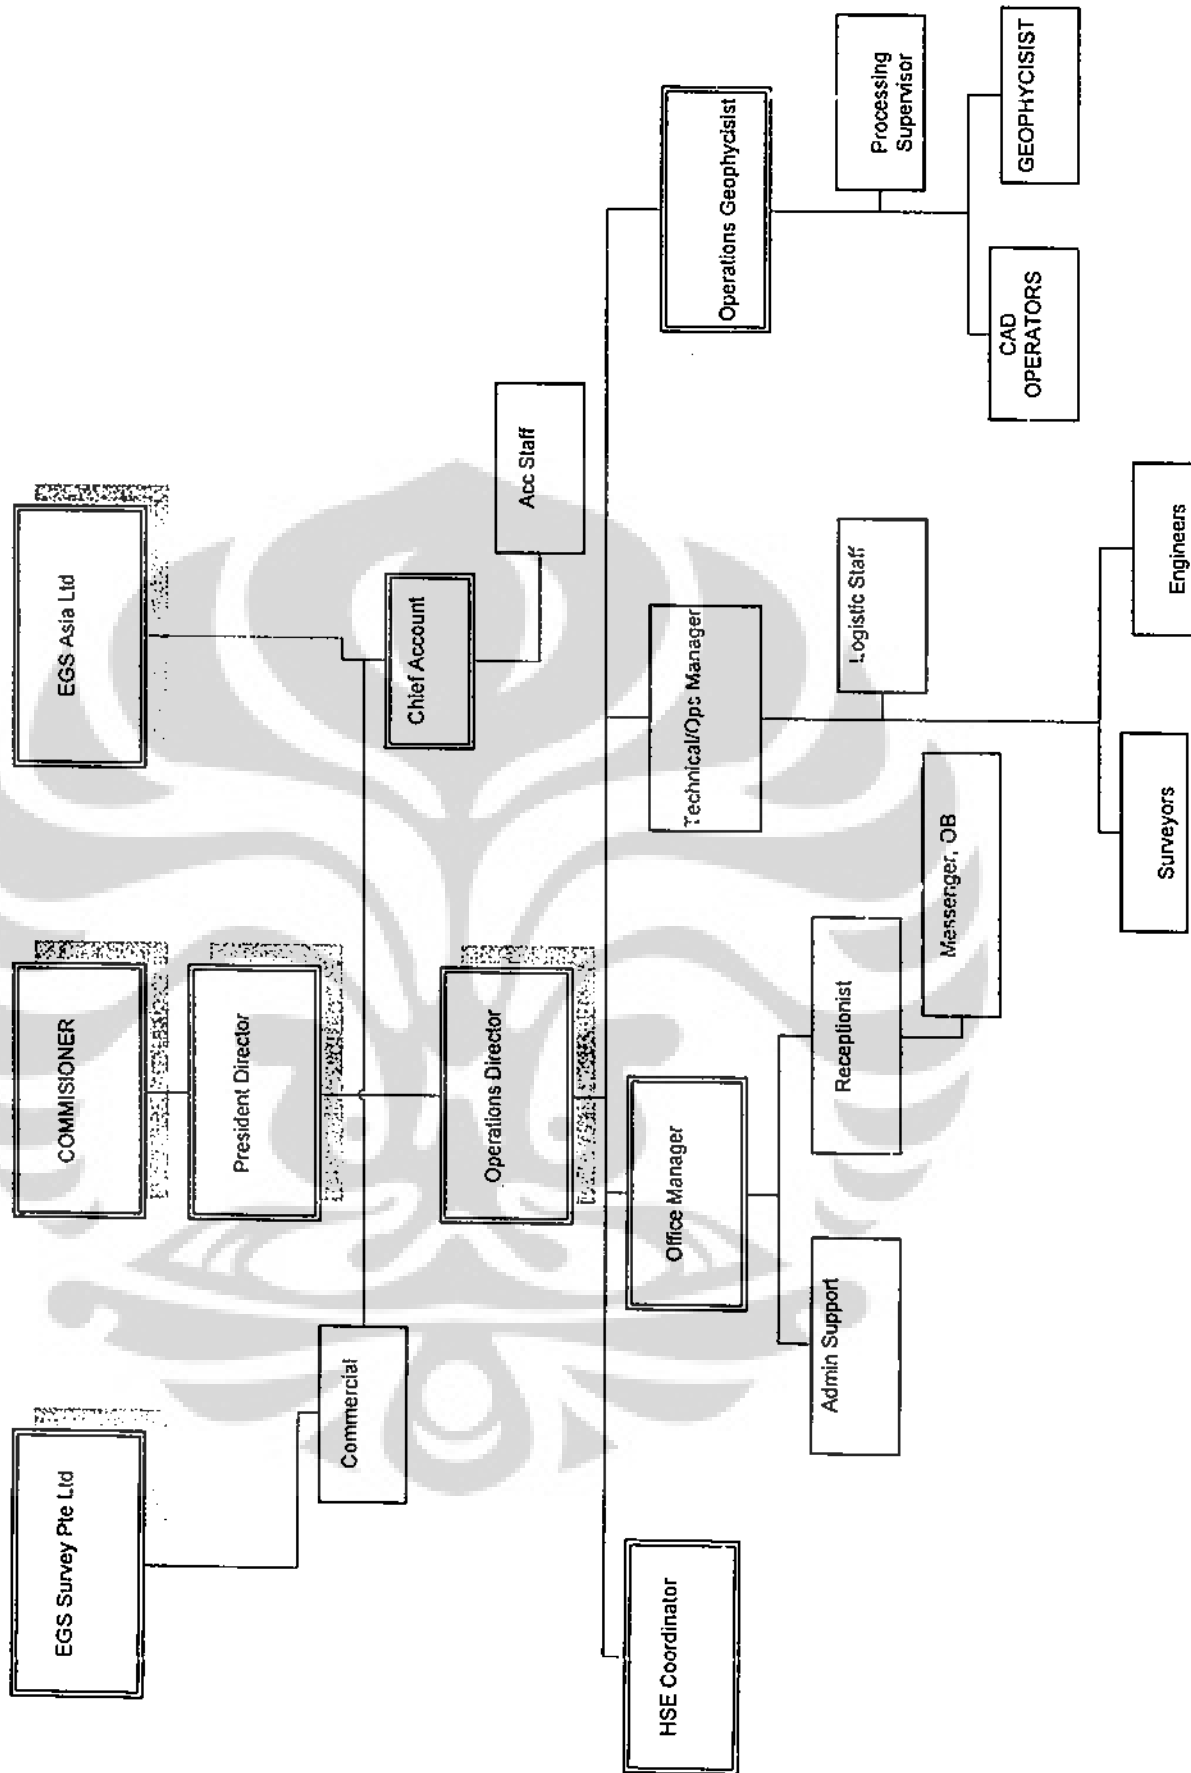 EGS Survey Pte Ltd
COMMISIONER
EGS Asia Ltd
President Director
Commercial
Chief Account
Operations Director
Acc Staff
HSE Coordinator
Office Manager
Technical/Ops Manager
Operations Geophycisist
Admin Support
Receptionist
Logistic Staff
Processing
Supervisor
Messenger, OB
CAD
OPERATORS
GEOPHYCISIST
Surveyors
Engineers